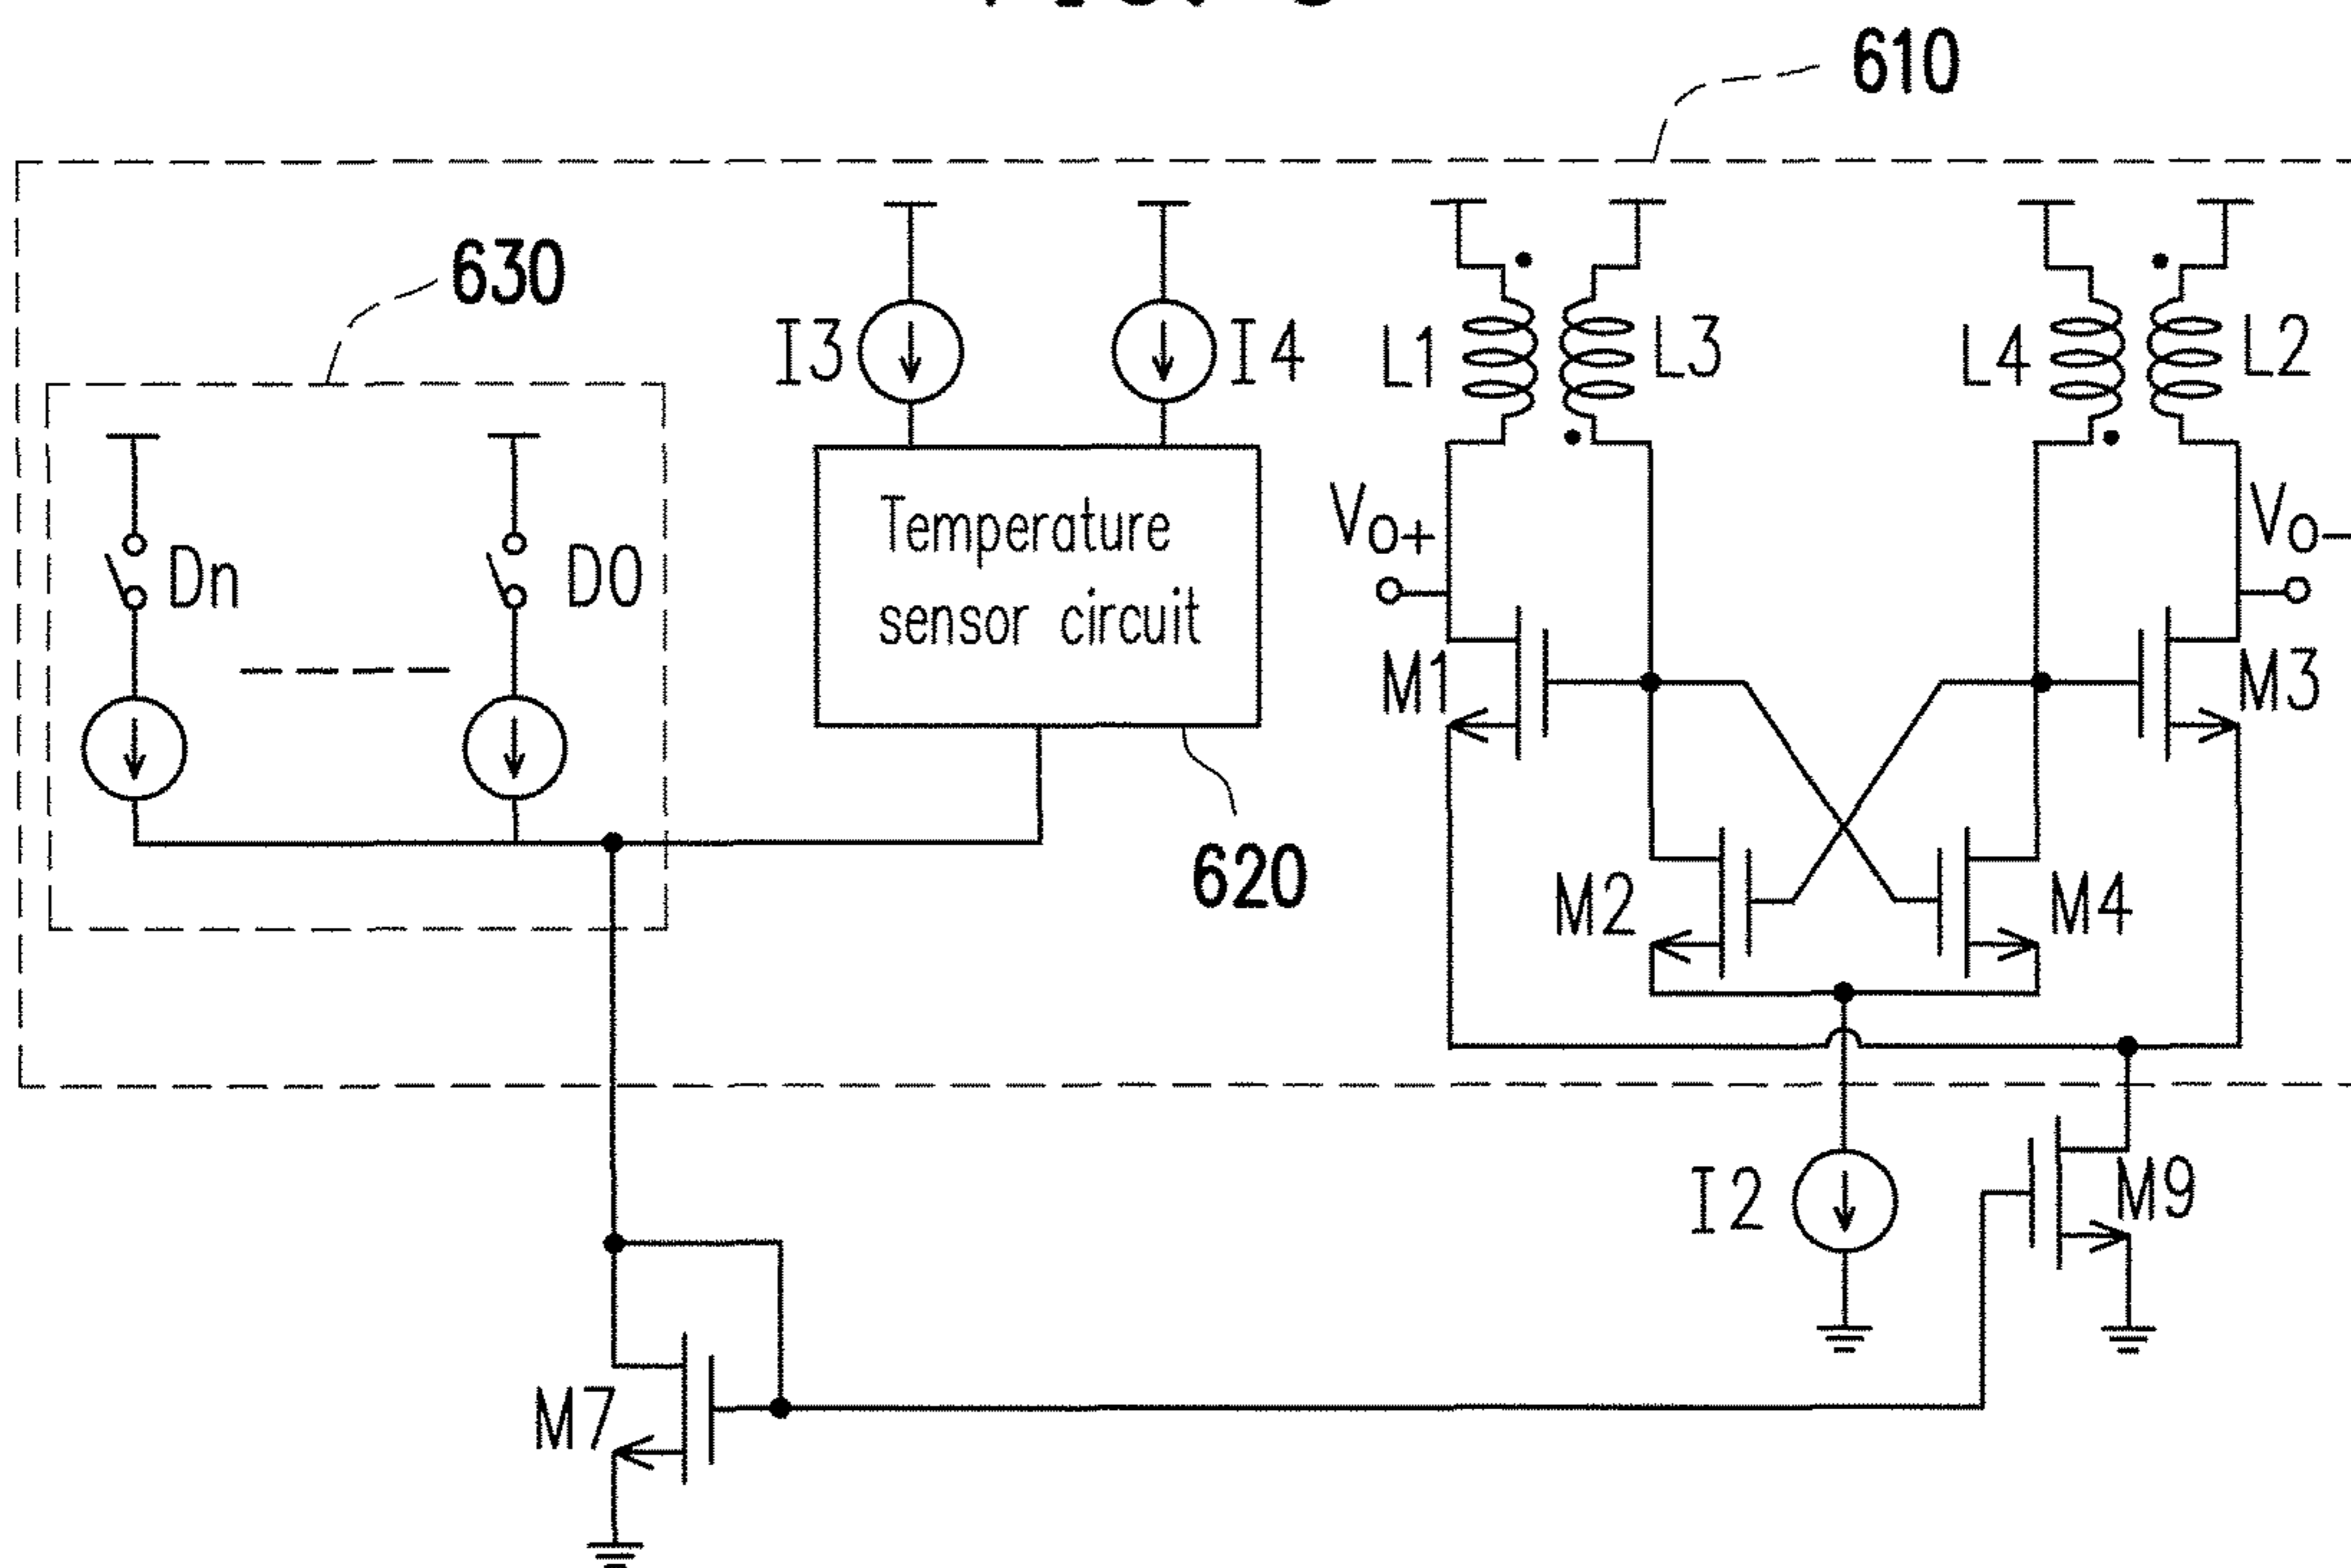 610
630
I3
I4
L1
L3
L4
L2
Dn
D0
Temperature
sensor circuit
Vo+
Vo-
M1
M3
620
M2
M4
I2
M9
M7